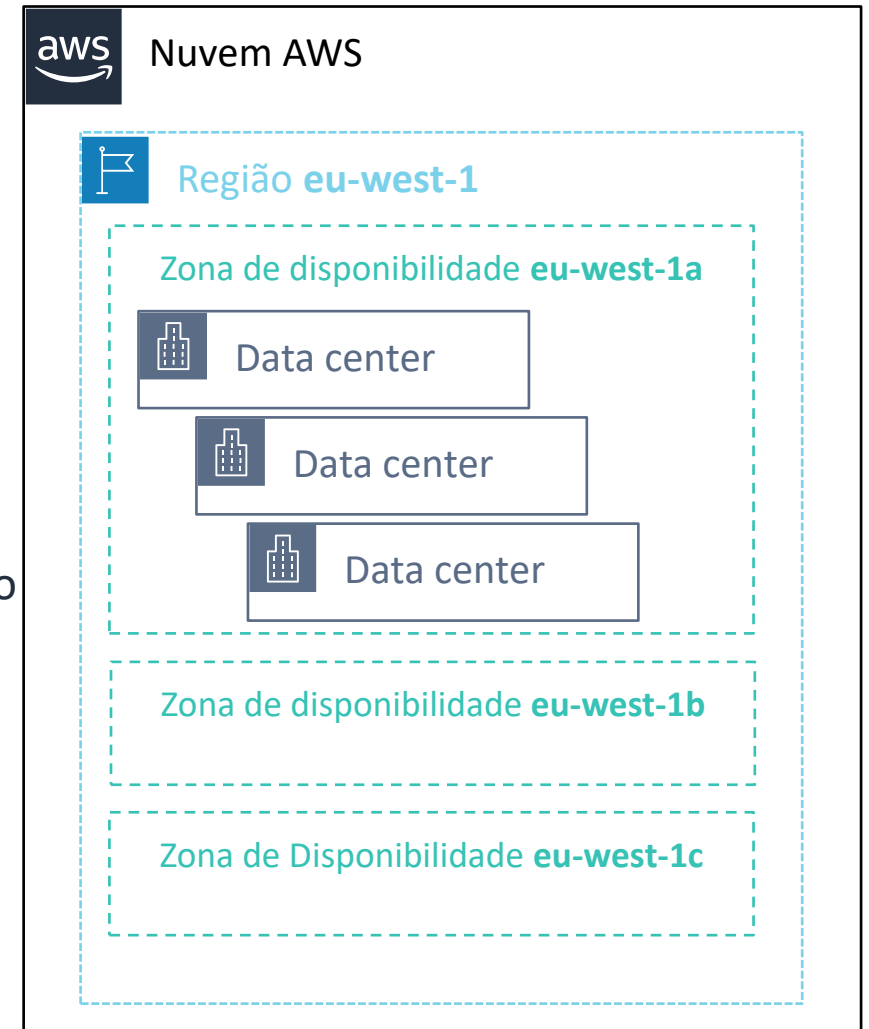 aws
Nuvem AWS
Região eu-west-1
Zona de disponibilidade eu-west-1a
Data center
Data center
Data center
o
Zona de disponibilidade eu-west-1b
Zona de Disponibilidade eu-west-1c